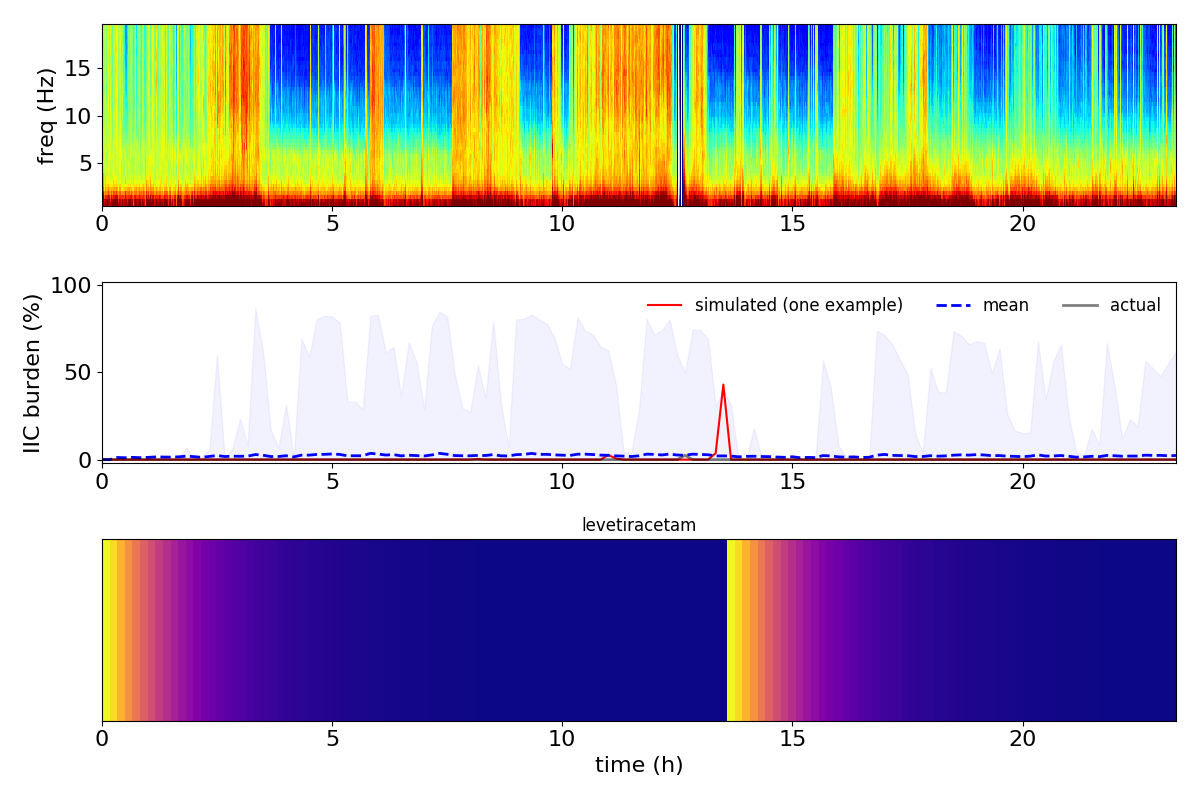 freq (Hz)
15
10
5
0 5 10 15 20
IIC burden (%)
100
50
0
simulated (one example) mean actual
0 5 10 15 20
levetiracetam
0 5 10 15 20
time (h)